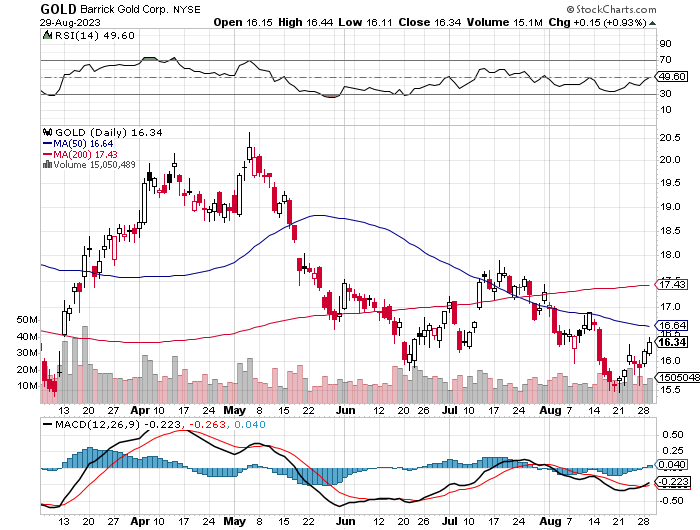 GOLD Barrick Gold Corp. NYSE © StockCharts.com
29-Aug-2023 Open 16.15 High 16.44 Low 16.11 Close 16.34 Volume 15.1M Chg +0.15 (+0.93%)
RSI(14) 49.60
90
70
49.60
30
10
GOLD (Daily) 16.34
MA(50) 16.64
MA(200) 17.43
Volume 15,050,489
20.5
20.0
19.5
19.0
18.5
18.0
17.5
17.43
17.0
16.64
16.5
16.34
15050489
15.5
50M
40M
30M
20M
10M
13 20 27 Apr 10 17 24 May 8 15 22 Jun 12 20 26 Jul 10 17 24 Aug 7 14 21 28
MACD(12,26,9) -0.223, -0.263, 0.040
0.50
0.25
0.040
-0.223
-0.50
13 20 27 Apr 10 17 24 May 8 15 22 Jun 12 20 26 Jul 10 17 24 Aug 7 14 21 28